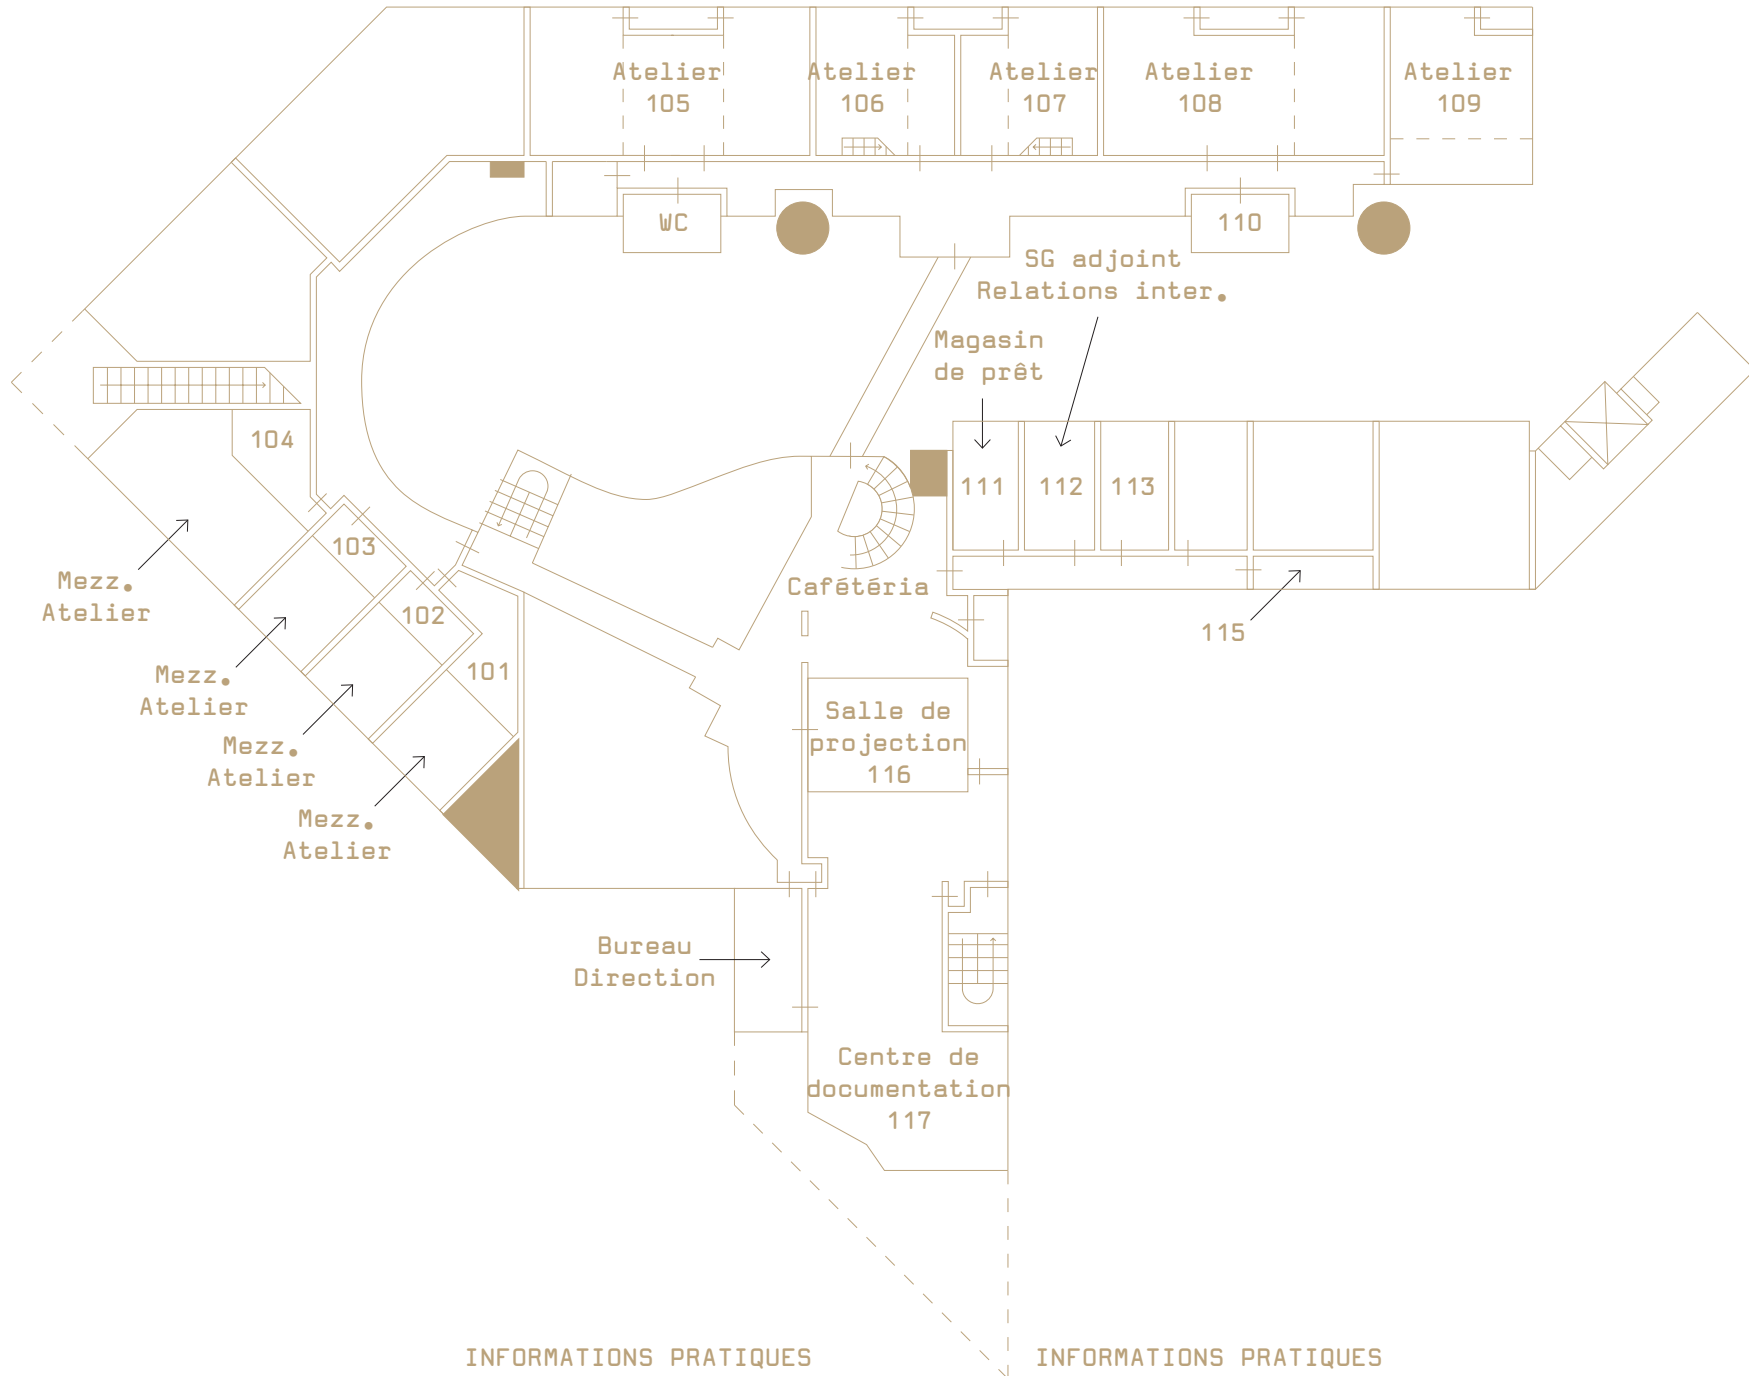 Atelier
105
Atelier
106
Atelier
107
Atelier
108
Atelier
109
WC
110
SG adjoint
Relations inter.
Magasin
de prêt
104
111
112
113
103
Mezz.
Atelier
Cafétéria
102
115
101
Mezz.
Atelier
Salle de
projection
116
Mezz.
Atelier
Mezz.
Atelier
Bureau
Direction
Centre de
documentation
117
INFORMATIONS PRATIQUES
INFORMATIONS PRATIQUES